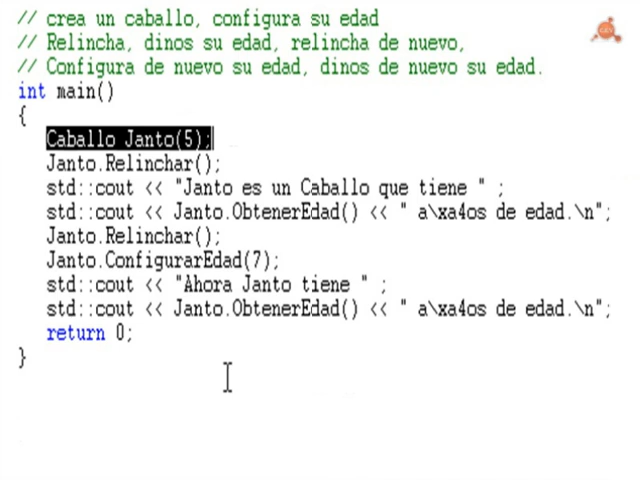 // crea un caballo, configura su edad
// Relincha, dinos su edad, relincha de nuevo,
// Configura de nuevo su edad, dinos de nuevo su edad.
int main()
{
Caballo Janto(5);
Janto.Relinchar();
std::cout << "Janto es un Caballo que tiene " ;
std::cout << Janto.ObtenerEdad() << " a\xa4os de edad.\n";
Janto.Relinchar();
Janto.ConfigurarEdad(7);
std::cout << "Ahora Janto tiene " ;
std::cout << Janto.ObtenerEdad() << " a\xa4os de edad.\n";
return 0;
}